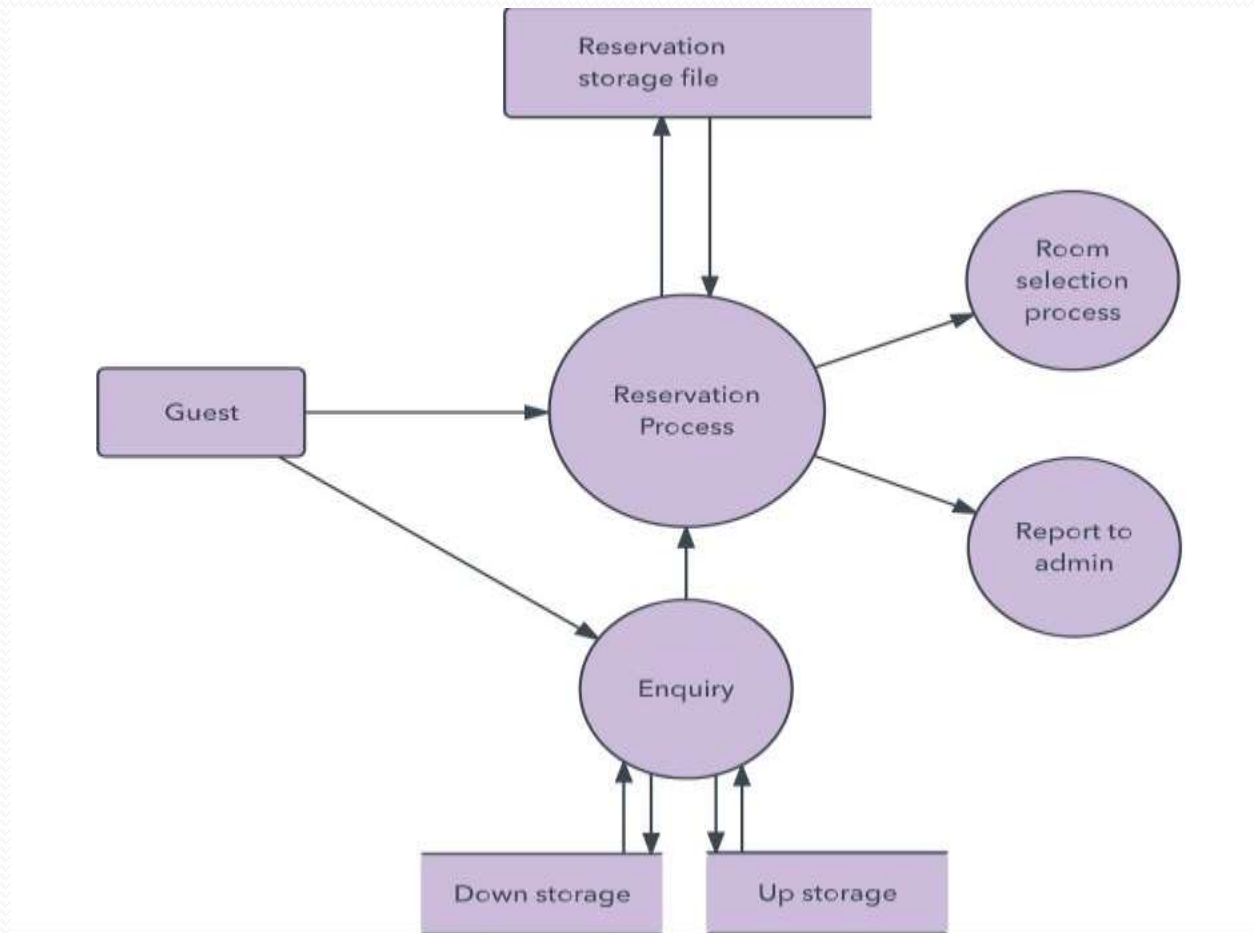 Reservation
storage file
Room
selection
process
Reservation
Process
Guest
Report to
admin
Enquiry
Down storage
Up storage